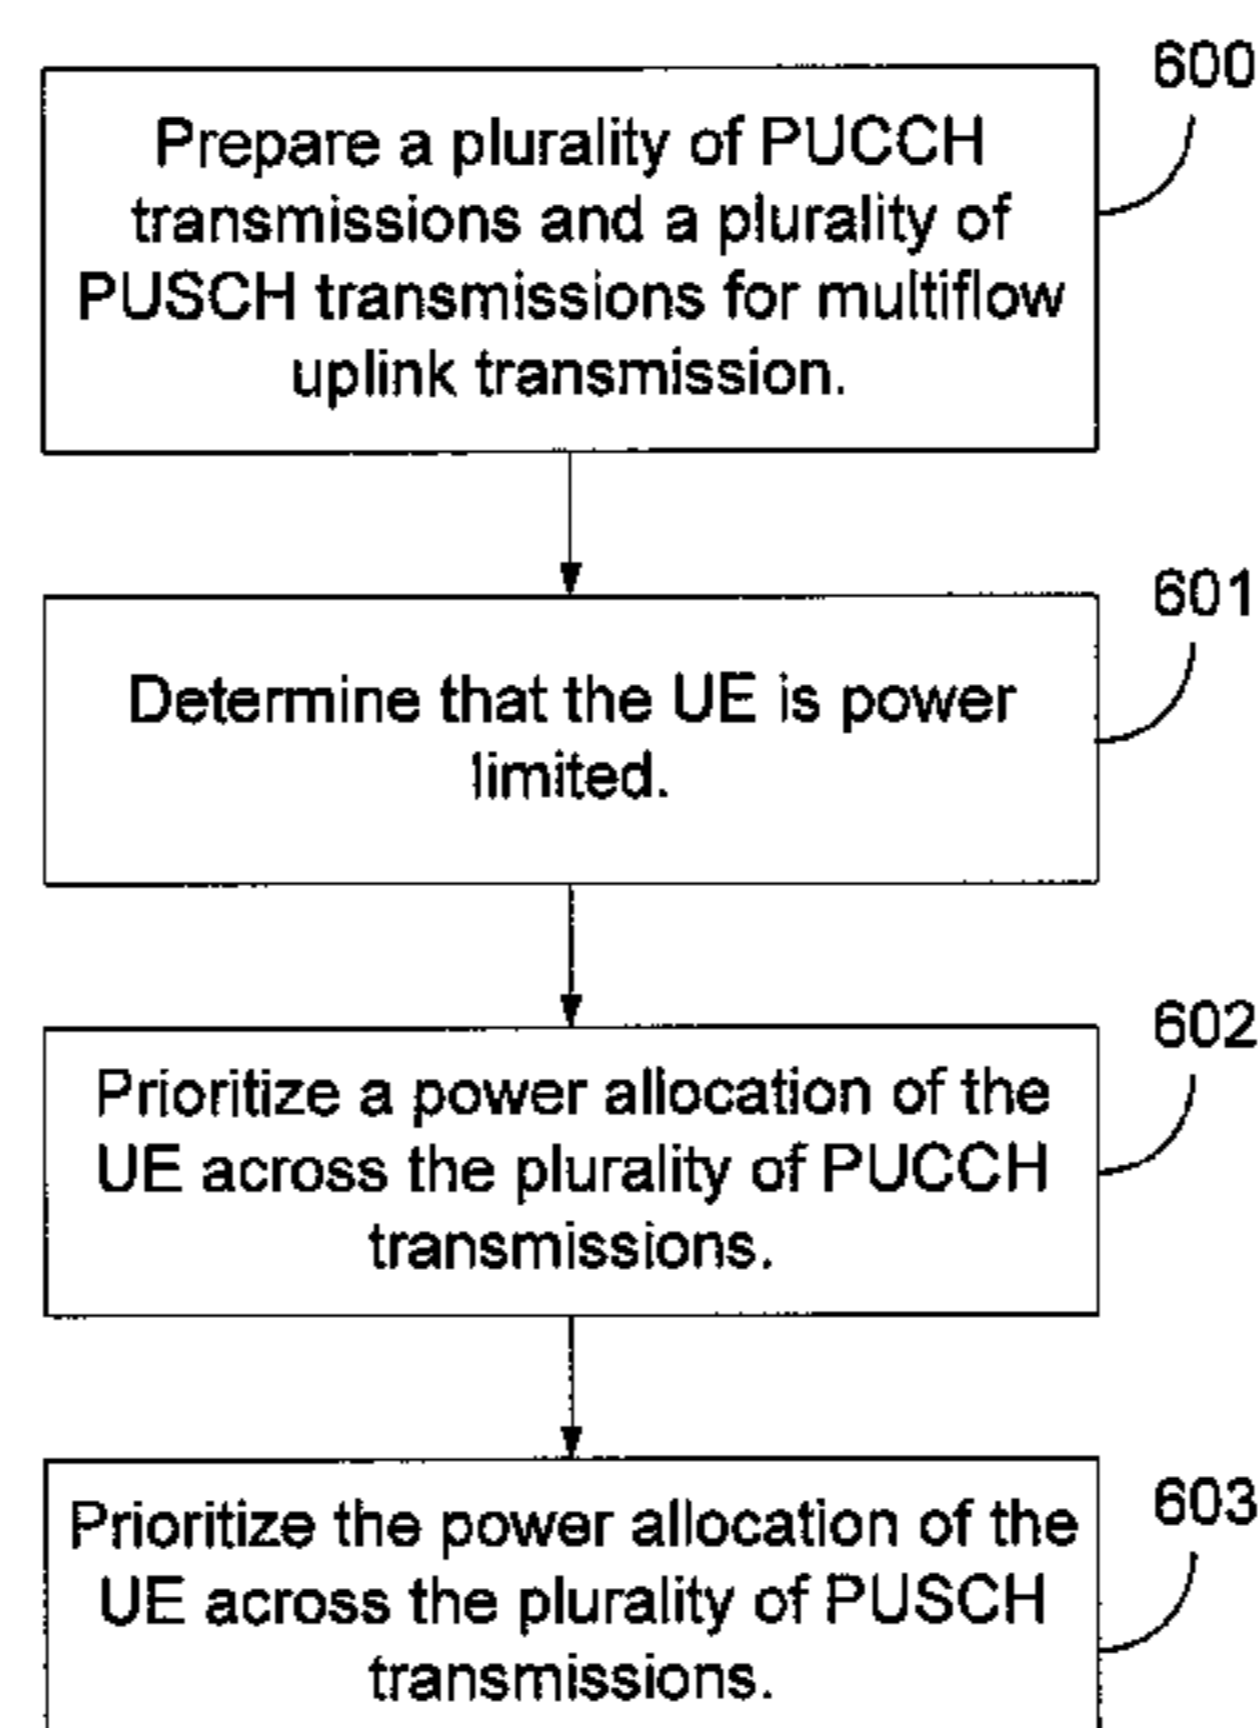 600
Prepare a plurality of PUCCH
transmissions and a plurality of
PUSCH transmissions for multiflow
uplink transmission.
601
Determine that the UE is power
limited.
602
Prioritize a power allocation of the
UE across the plurality of PUCCH
transmissions.
603
Prioritize the power allocation of the
UE across the plurality of PUSCH
transmissions.